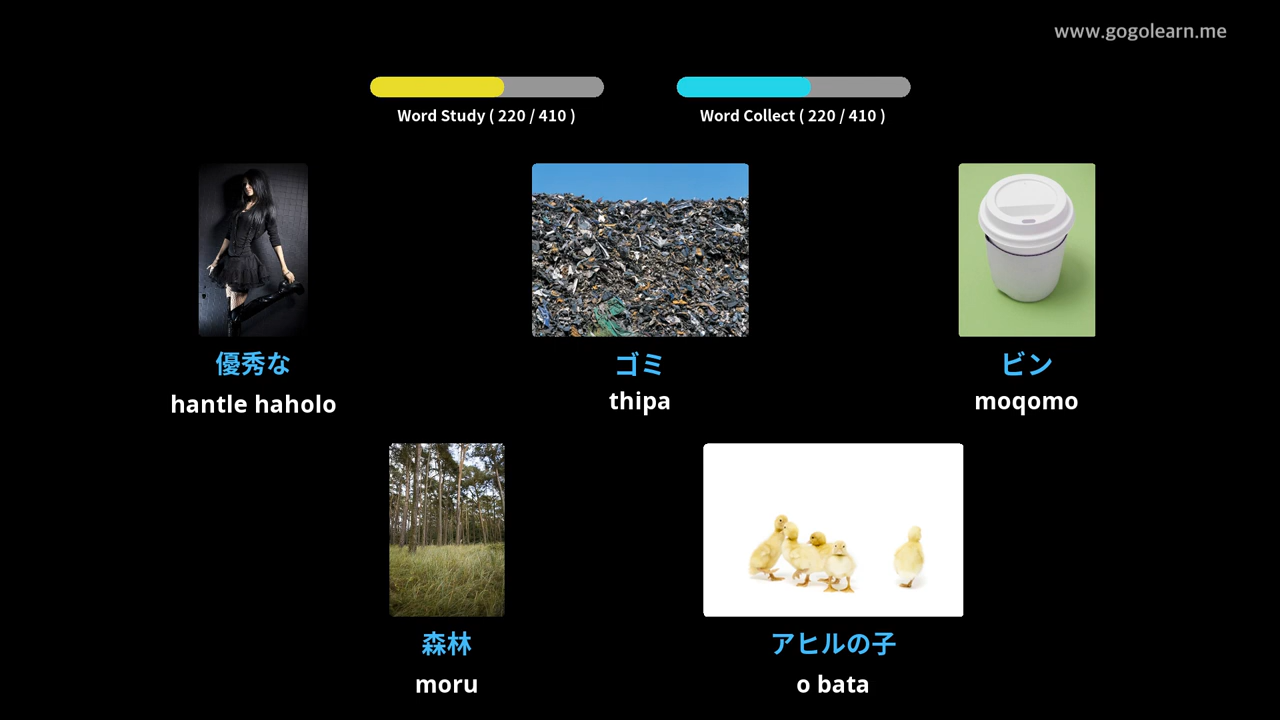 www.gogolearn.me
Word Study ( 220 / 410 )
Word Collect ( 220 / 410 )
優秀な
hantle haholo
ゴミ
thipa
ビン
moqomo
森林
moru
アヒルの子
o bata